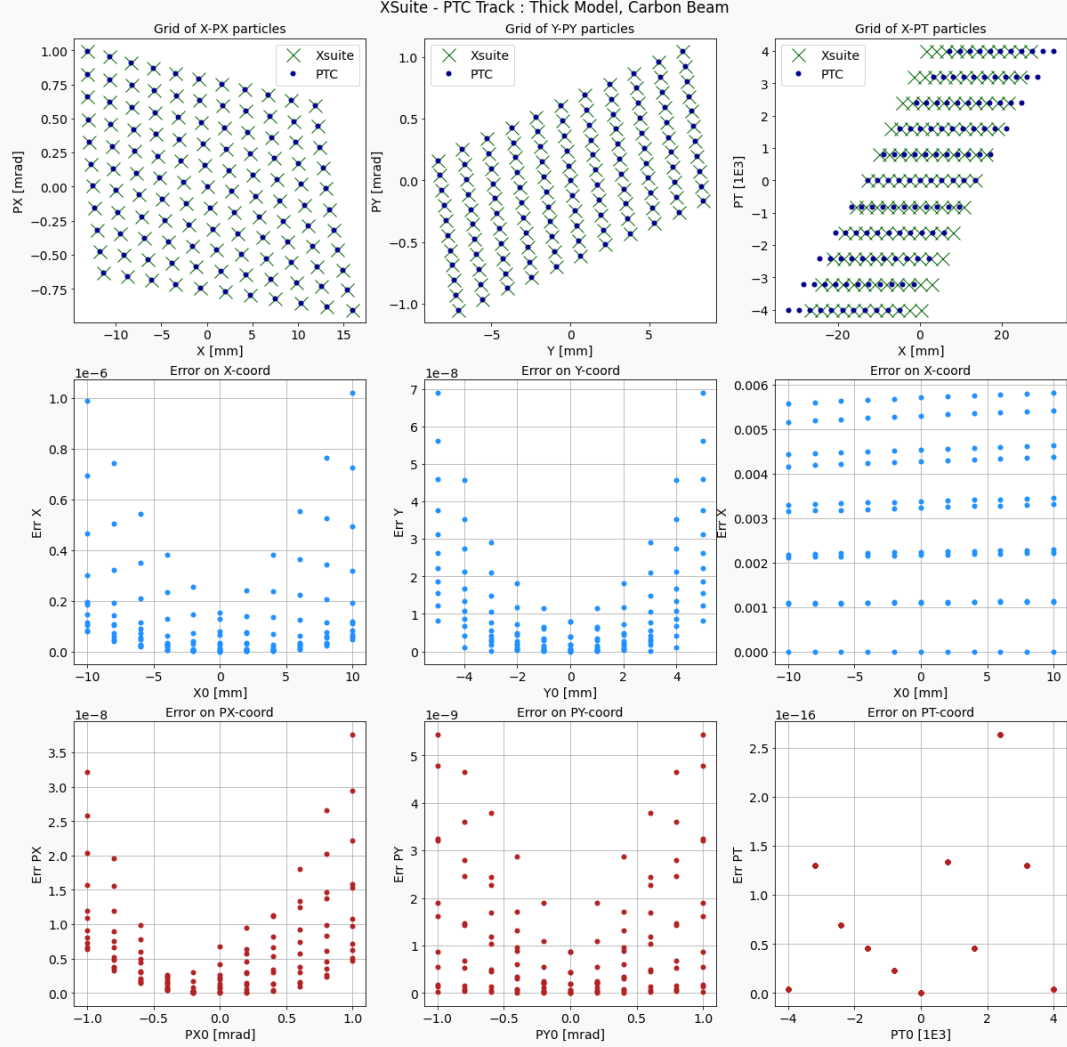 XSuite - PTC Track : Thick Model, Carbon Beam
Grid of X-PX particles
1.00
0.75
0.50
0.25
0.00
−0.25
−0.50
−0.75
PX [mrad]
Xsuite
PTC
−10
−5
0
5
10
15
X [mm]
Grid of Y-PY particles
1.0
0.5
0.0
−0.5
−1.0
PY [mrad]
Xsuite
PTC
−5
0
5
Y [mm]
Grid of X-PT particles
4
3
2
1
0
−1
−2
−3
−4
PT [1E3]
Xsuite
PTC
−20
0
20
X [mm]
1e−6
Error on X-coord
1.0
0.8
0.6
0.4
0.2
0.0
Err X
−10
−5
0
5
10
X0 [mm]
1e−8
Error on Y-coord
7
6
5
4
3
2
1
0
Err Y
−4
−2
0
2
4
Y0 [mm]
Error on X-coord
0.006
0.005
0.004
0.003
0.002
0.001
0.000
Err X
−10
−5
0
5
10
X0 [mm]
1e−8
Error on PX-coord
3.5
3.0
2.5
2.0
1.5
1.0
0.5
0.0
Err PX
−1.0
−0.5
0.0
0.5
1.0
PX0 [mrad]
1e−9
Error on PY-coord
5
4
3
2
1
0
Err PY
−1.0
−0.5
0.0
0.5
1.0
PY0 [mrad]
1e−16
Error on PT-coord
2.5
2.0
1.5
1.0
0.5
0.0
Err PT
−4
−2
0
2
4
PT0 [1E3]